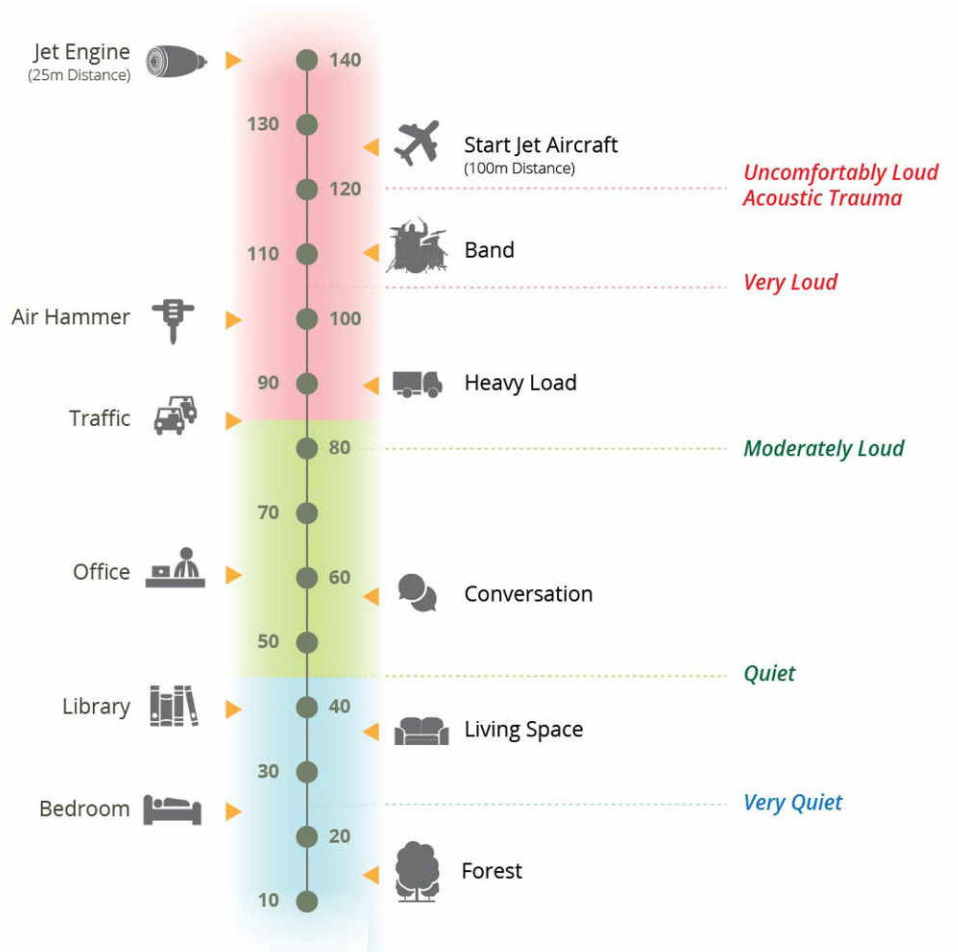 Jet Engine
(25m Distance)
140
130
Start Jet Aircraft
(100m Distance)
Uncomfortably Loud
Acoustic Trauma
120
110
Band
Very Loud
Air Hammer
100
90
Heavy Load
Traffic
80
Moderately Loud
70
Office
60
Conversation
50
Quiet
Library
40
Living Space
30
Bedroom
Very Quiet
20
Forest
10